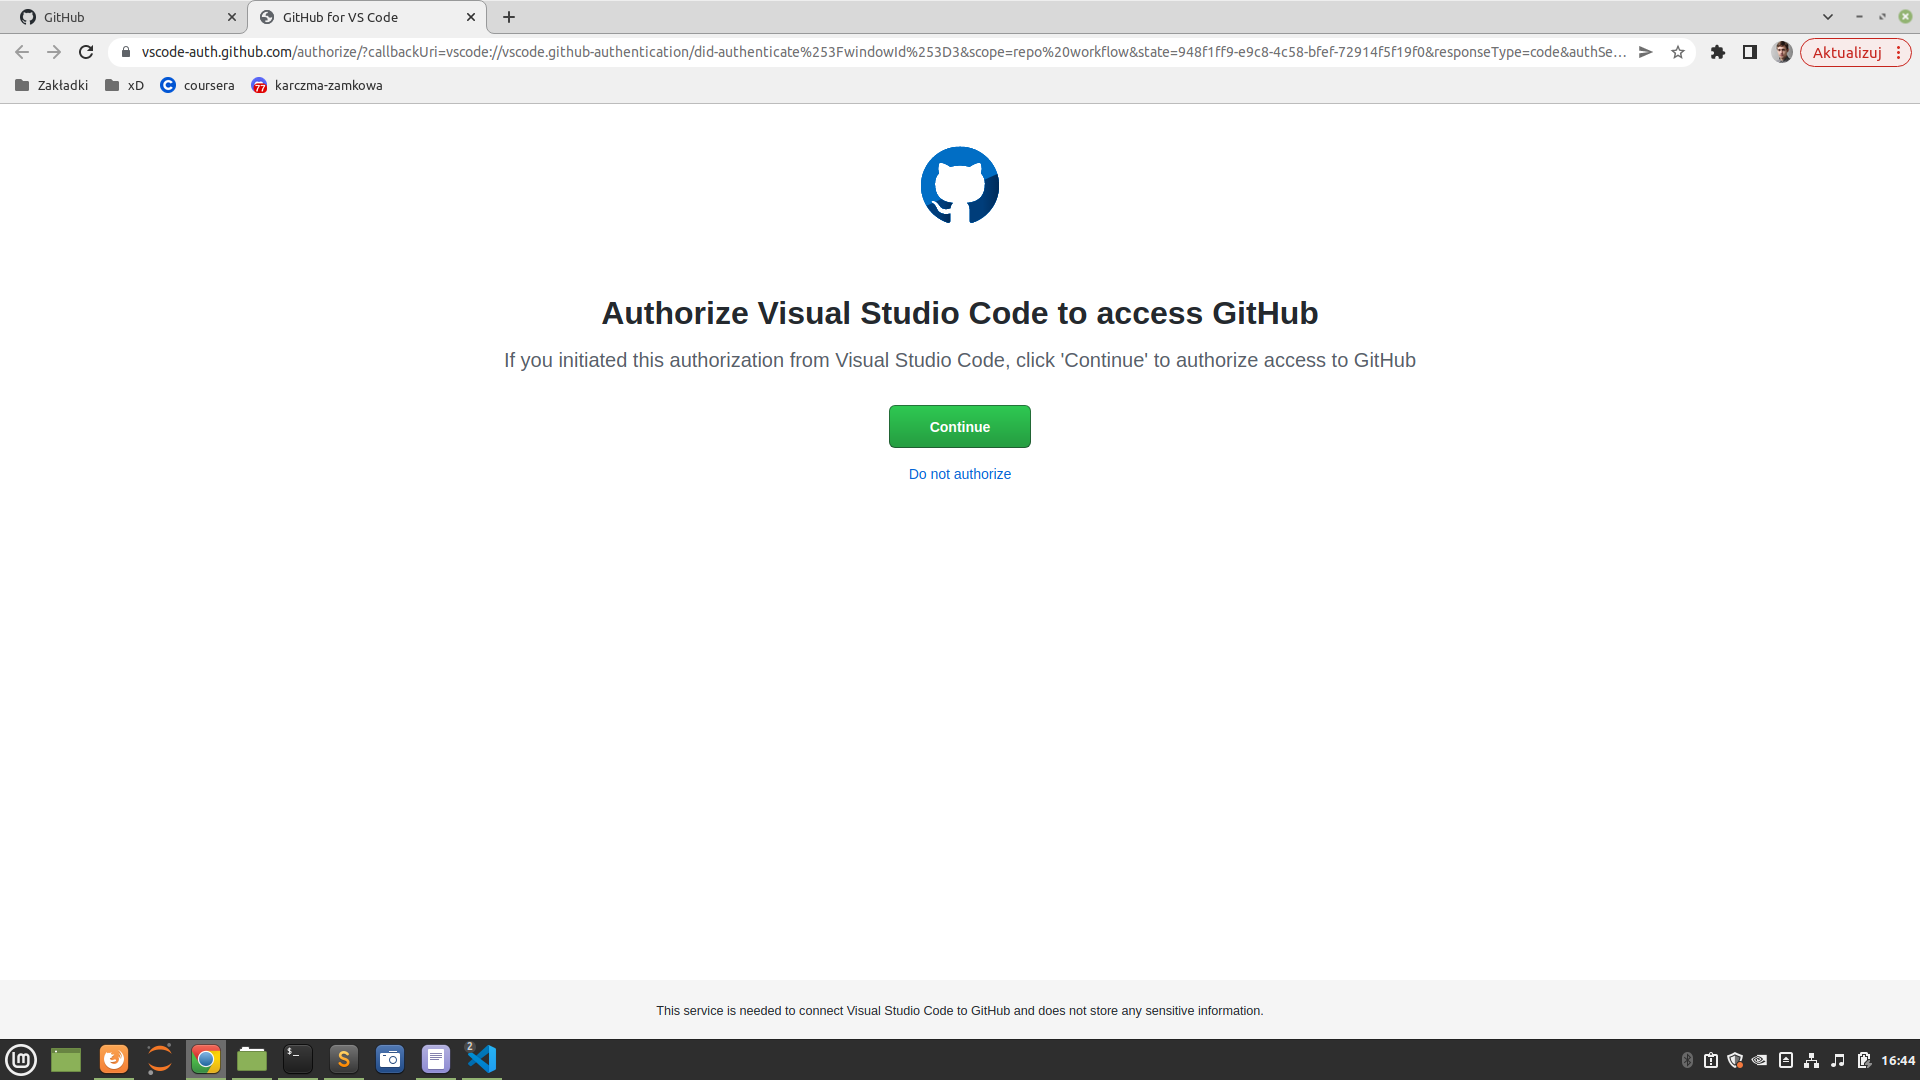 GitHub
GitHub for VS Code
vscode-auth.github.com/authorize/?callbackUri=vscode://vscode.github-authentication/did-authenticate%253FwindowId%253D3&scope=repo%20workflow&state=948f1ff9-e9c8-4c58-bfef-72914f5f19f0&responseType=code&authSe…
Aktualizuj
Zakładki
xD
coursera
karczma-zamkowa
Authorize Visual Studio Code to access GitHub
If you initiated this authorization from Visual Studio Code, click 'Continue' to authorize access to GitHub
Continue
Do not authorize
This service is needed to connect Visual Studio Code to GitHub and does not store any sensitive information.
2
16:44